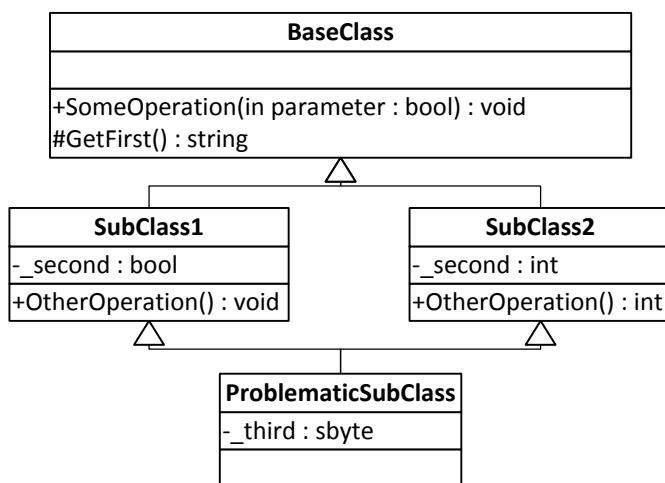 BaseClass
+SomeOperation(in parameter : bool) : void
#GetFirst() : string
SubClass1
-_second : bool
+OtherOperation() : void
SubClass2
-_second : int
+OtherOperation() : int
ProblematicSubClass
-_third : sbyte